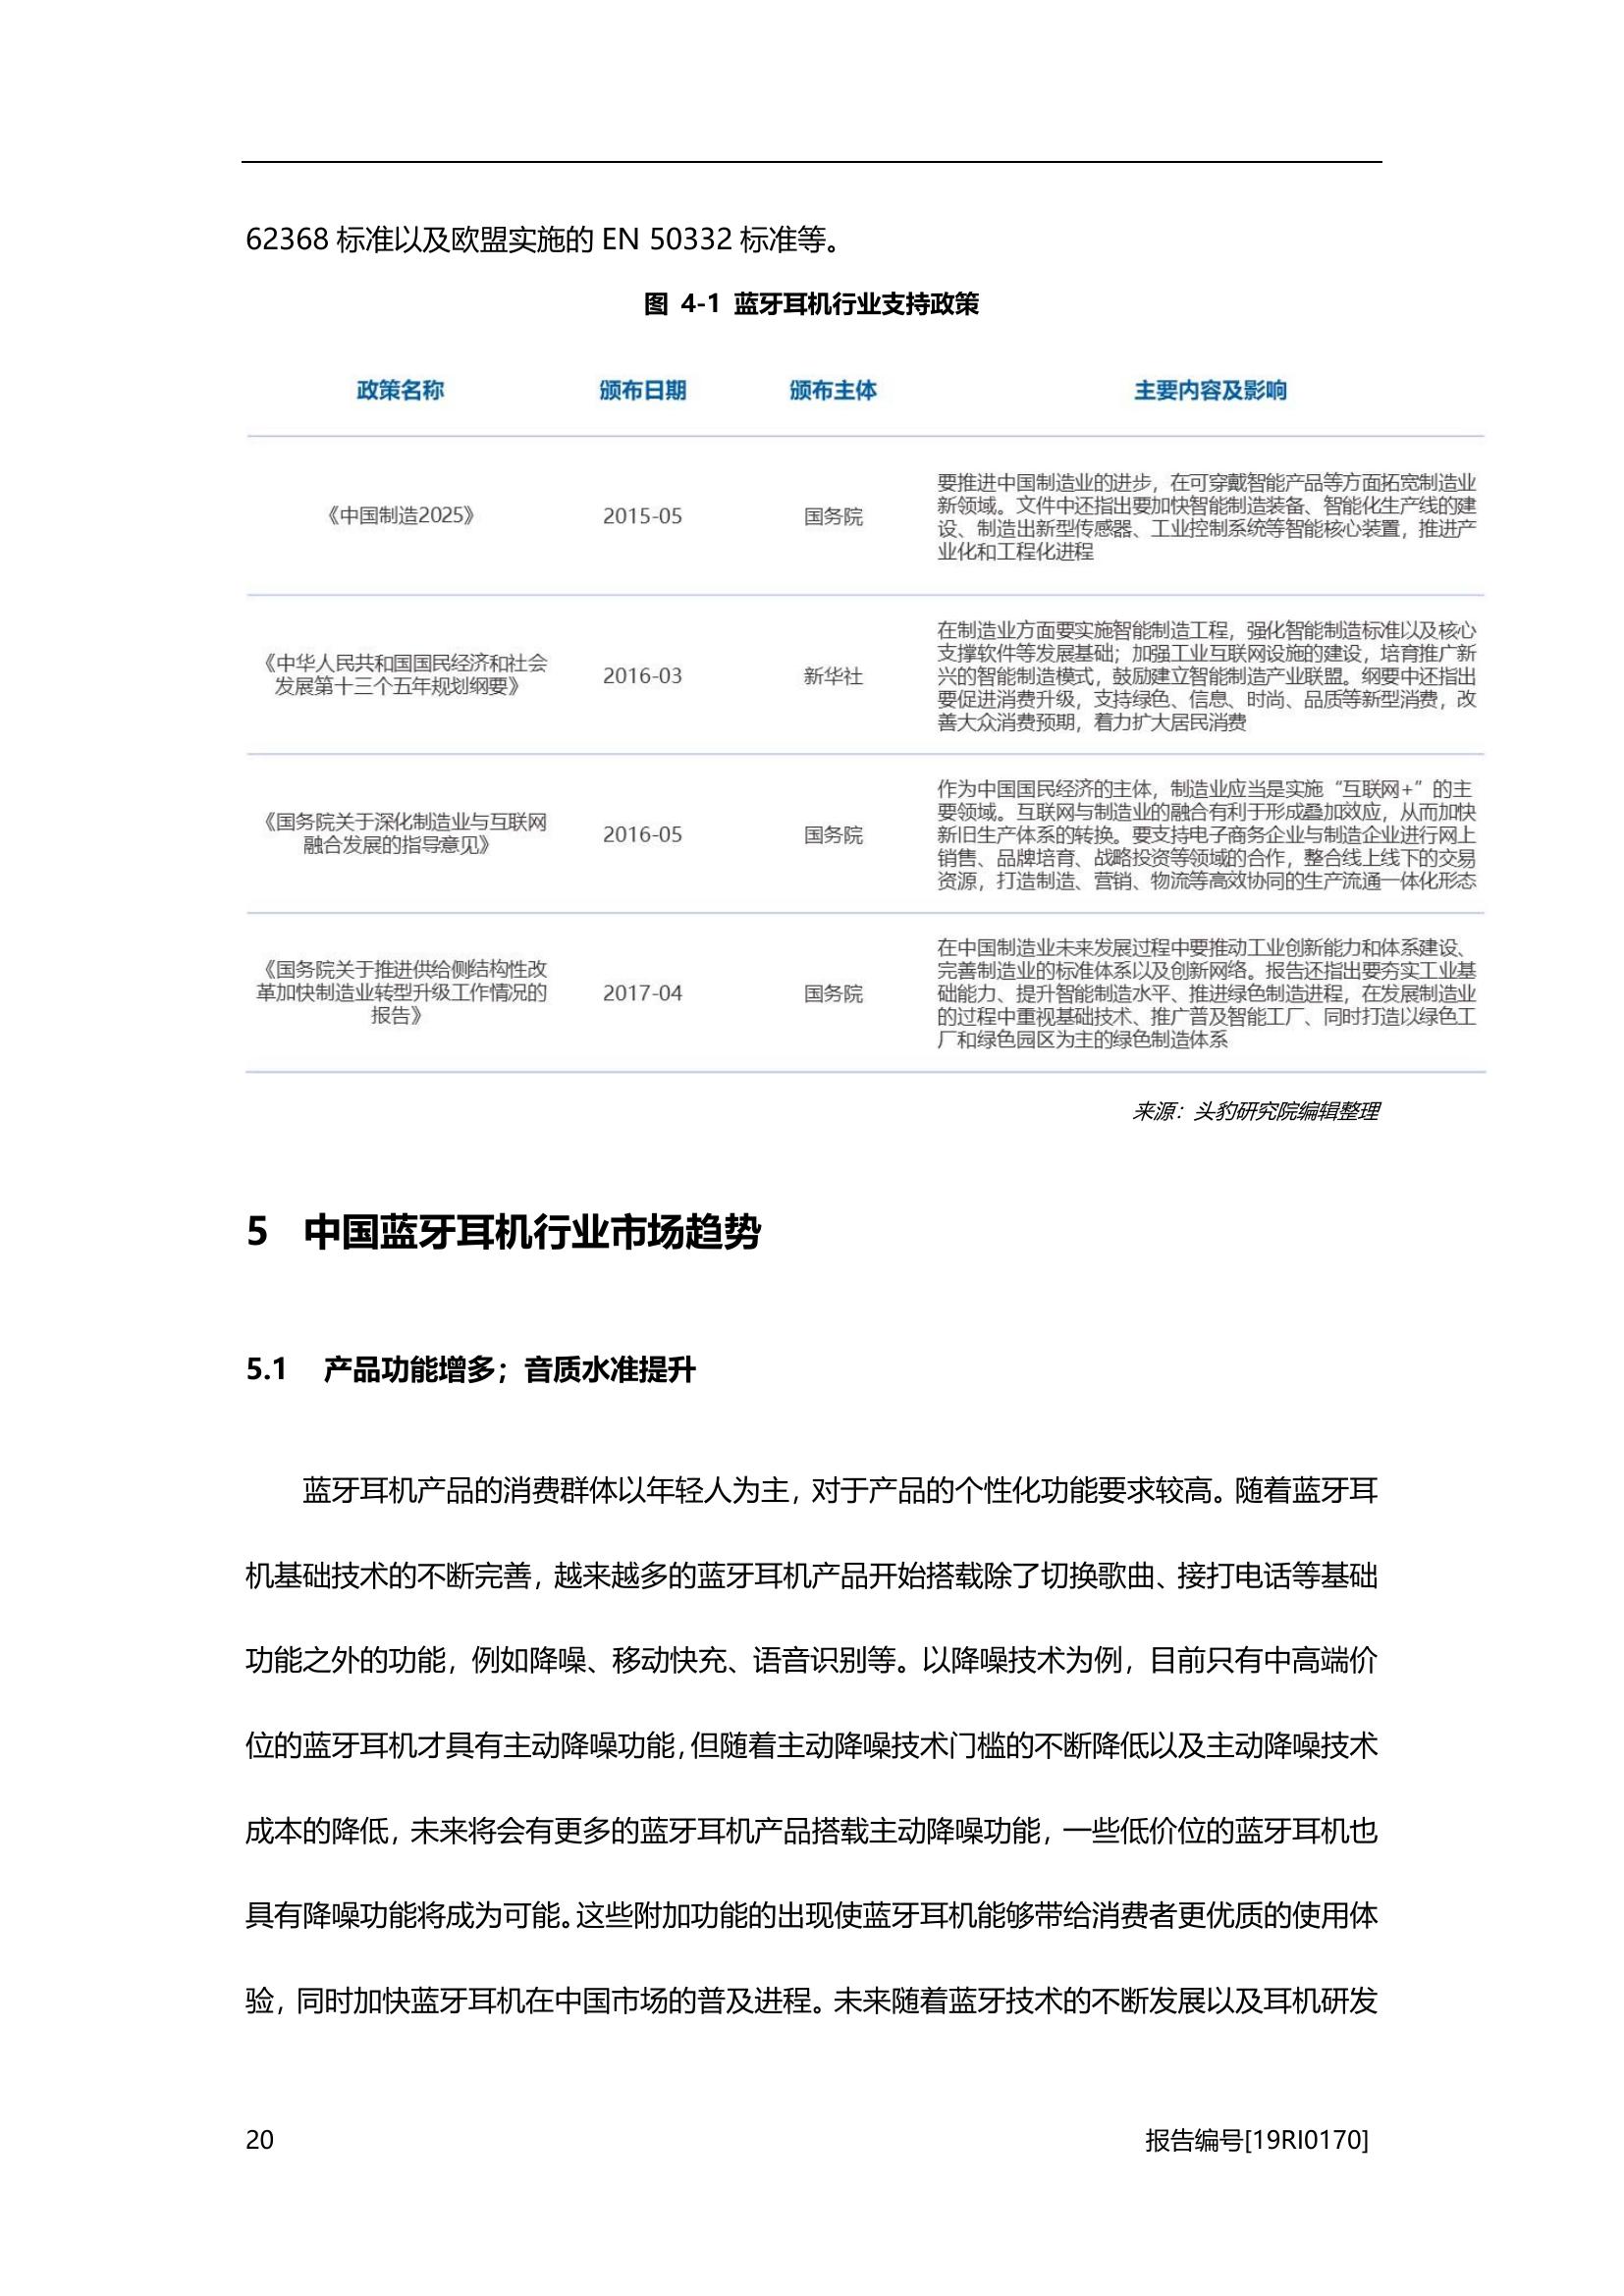 62368 标准以及欧盟实施的 EN 50332 标准等。
图 4-1 蓝牙耳机行业支持政策
政策名称 颁布日期 颁布主体 主要内容及影响
《中国制造2025》 2015-05 国务院
要推进中国制造业的进步，在可穿戴智能产品等方面拓宽制造业
新领域。文件中还指出要加快智能制造装备、智能化生产线的建
设、制造出新型传感器、工业控制系统等智能核心装置，推进产
业化和工程化进程
《中华人民共和国国民经济和社会
发展第十三个五年规划纲要》
2016-03 新华社
在制造业方面要实施智能制造工程，强化智能制造标准以及核心
支撑软件等发展基础；加强工业互联网设施的建设，培育推广新
兴的智能制造模式，鼓励建立智能制造产业联盟。纲要中还指出
要促进消费升级，支持绿色、信息、时尚、品质等新型消费，改
善大众消费预期，着力扩大居民消费
《国务院关于深化制造业与互联网
融合发展的指导意见》
2016-05 国务院
作为中国国民经济的主体，制造业应当是实施“互联网+”的主
要领域。互联网与制造业的融合有利于形成叠加效应，从而加快
新旧生产体系的转换。要支持电子商务企业与制造企业进行网上
销售、品牌培育、战略投资等领域的合作，整合线上线下的交易
资源，打造制造、营销、物流等高效协同的生产流通一体化形态
《国务院关于推进供给侧结构性改
革加快制造业转型升级工作情况的
报告》
2017-04 国务院
在中国制造业未来发展过程中要推动工业创新能力和体系建设、
完善制造业的标准体系以及创新网络。报告还指出要夯实工业基
础能力、提升智能制造水平、推进绿色制造进程，在发展制造业
的过程中重视基础技术、推广普及智能工厂、同时打造以绿色工
厂和绿色园区为主的绿色制造体系
来源：头豹研究院编辑整理
5 中国蓝牙耳机行业市场趋势
5.1 产品功能增多；音质水准提升
蓝牙耳机产品的消费群体以年轻人为主，对于产品的个性化功能要求较高。随着蓝牙耳
机基础技术的不断完善，越来越多的蓝牙耳机产品开始搭载除了切换歌曲、接打电话等基础
功能之外的功能，例如降噪、移动快充、语音识别等。以降噪技术为例，目前只有中高端价
位的蓝牙耳机才具有主动降噪功能，但随着主动降噪技术门槛的不断降低以及主动降噪技术
成本的降低，未来将会有更多的蓝牙耳机产品搭载主动降噪功能，一些低价位的蓝牙耳机也
具有降噪功能将成为可能。这些附加功能的出现使蓝牙耳机能够带给消费者更优质的使用体
验，同时加快蓝牙耳机在中国市场的普及进程。未来随着蓝牙技术的不断发展以及耳机研发
20 报告编号[19RI0170]